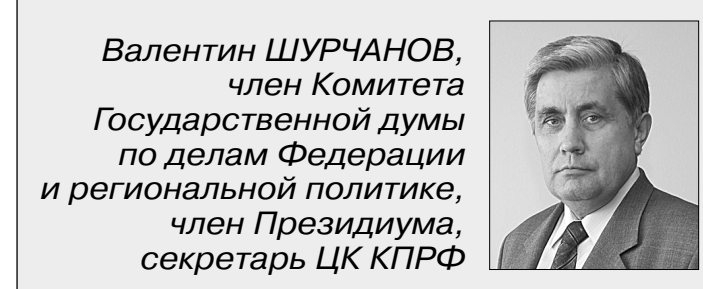 Валентин ШУРЧАНОВ,
член Комитета
Государственной думы
по делам Федерации
и региональной политике,
член Президиума,
секретарь ЦК КПРФ